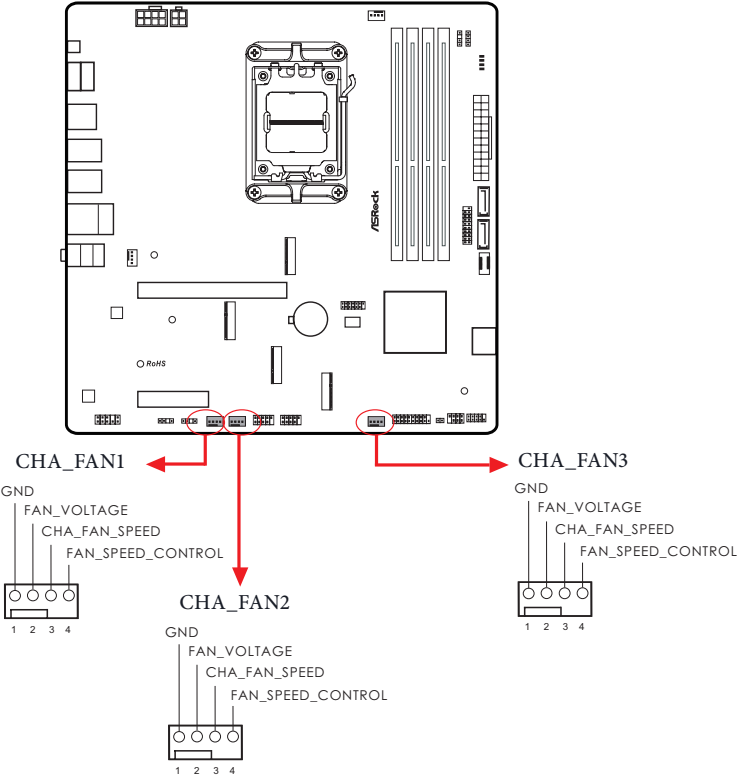 ASRock
RoHS
CHA_FAN1
GND
FAN_VOLTAGE
CHA_FAN_SPEED
FAN_SPEED_CONTROL
1 2 3 4
CHA_FAN2
GND
FAN_VOLTAGE
CHA_FAN_SPEED
FAN_SPEED_CONTROL
1 2 3 4
CHA_FAN3
GND
FAN_VOLTAGE
CHA_FAN_SPEED
FAN_SPEED_CONTROL
1 2 3 4